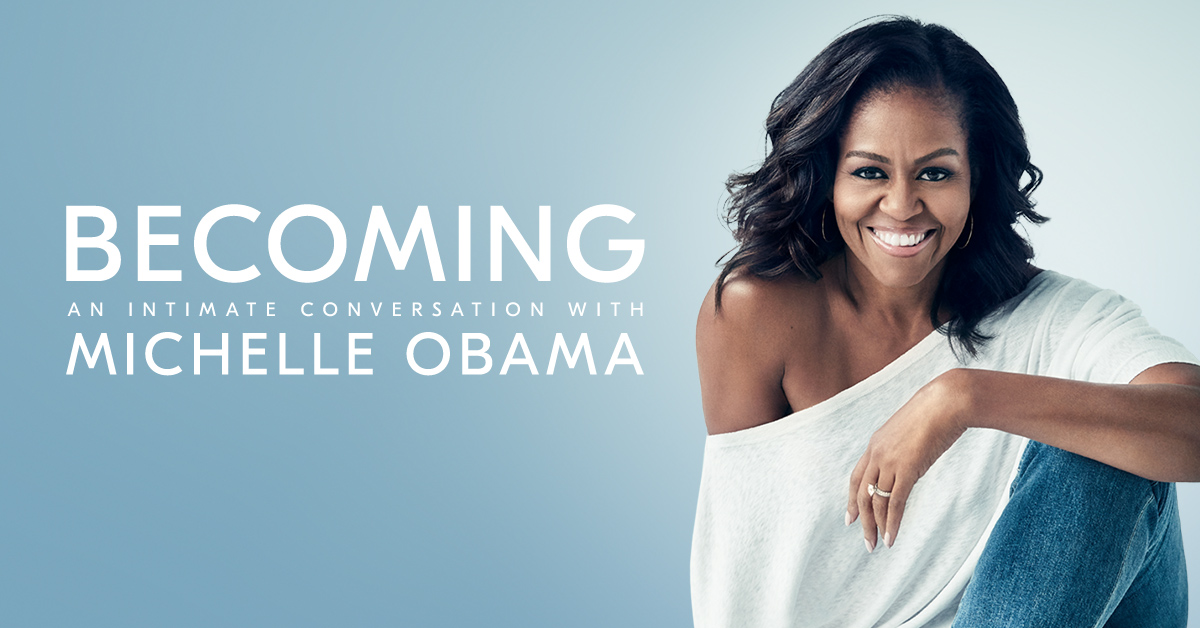 BECOMING
AN INTIMATE CONVERSATION WITH
MICHELLE OBAMA